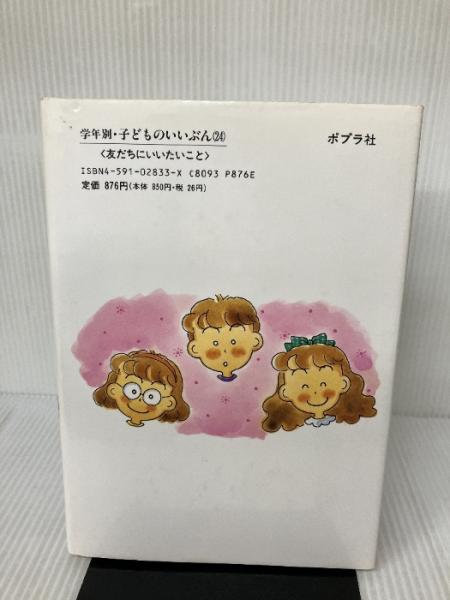 学年別・子どものいいぶん㉔
ポプラ社
〈友だちにいいたいこと〉
ISBN4-591-02833-X C8093 P876E
定価 876円(本体 850円・税 26円)